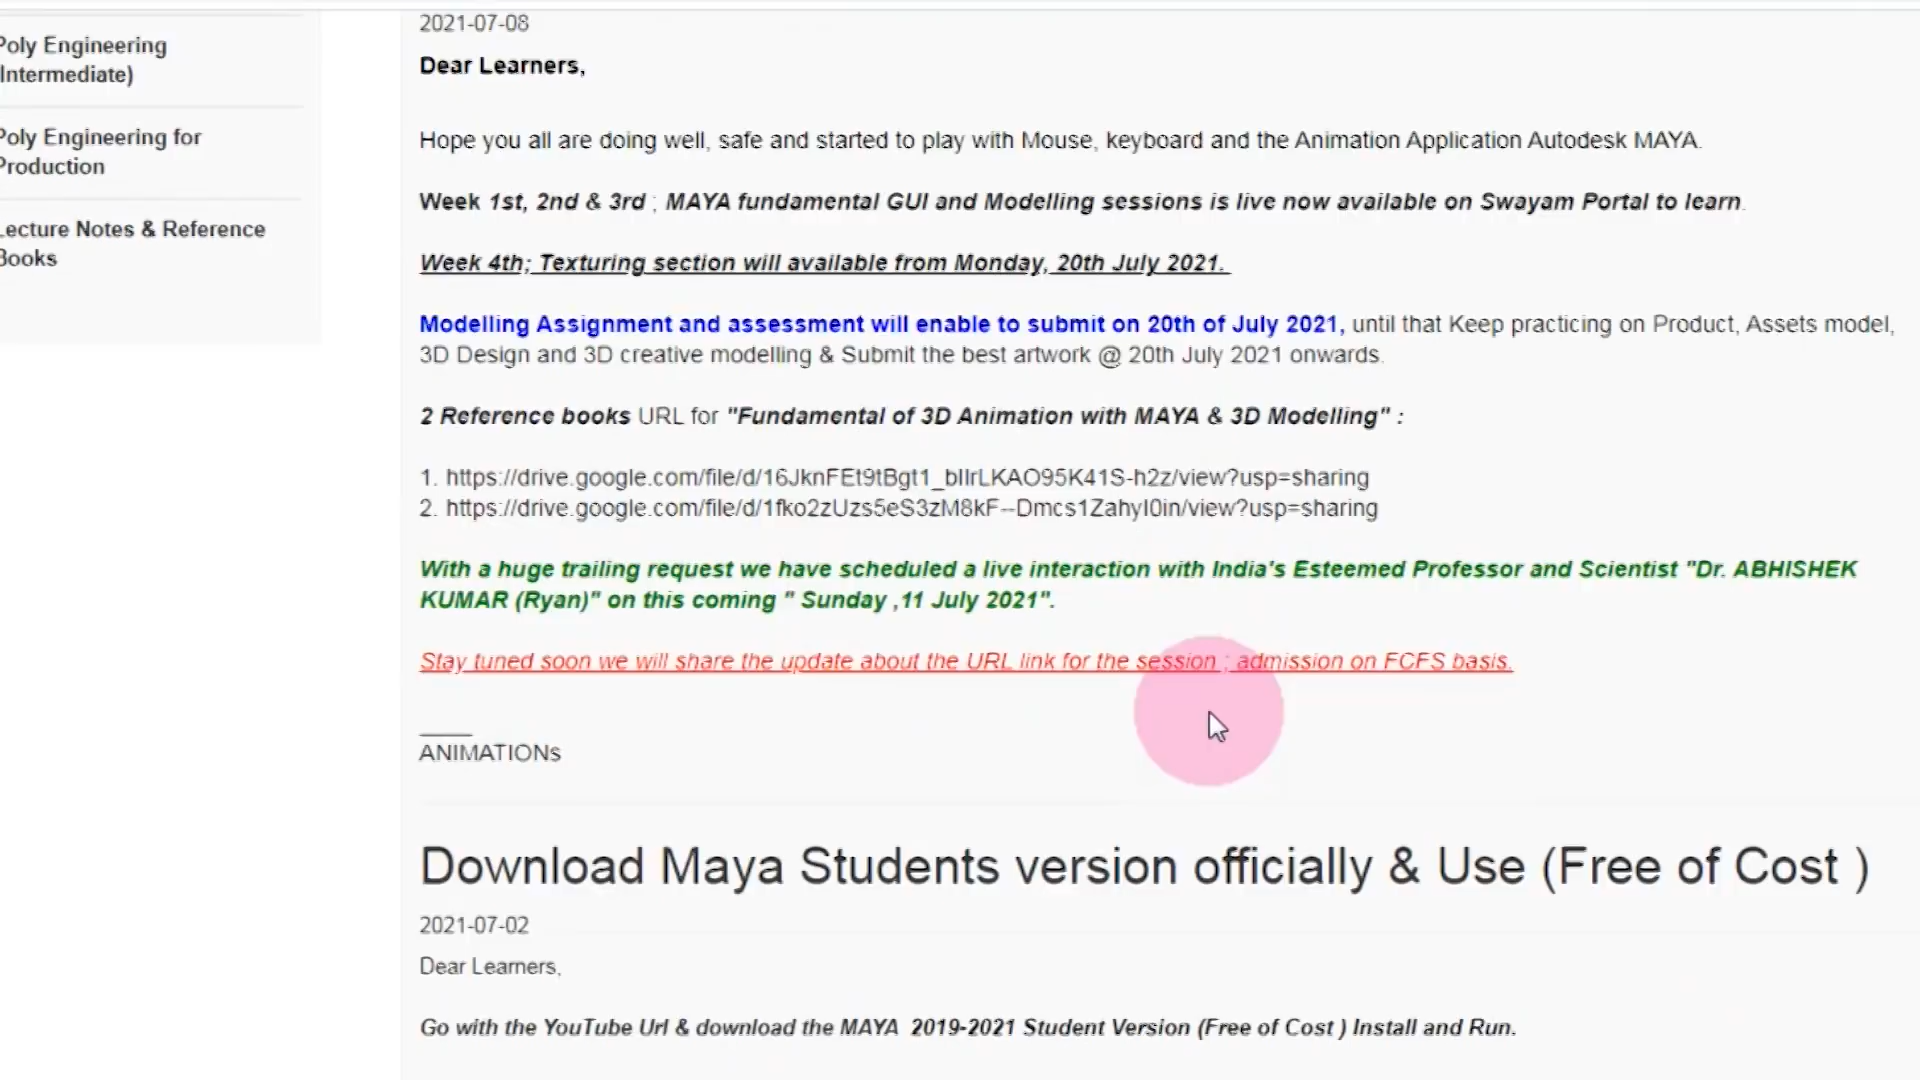 Poly Engineering
(Intermediate)
Poly Engineering for
Production
Lecture Notes & Reference
Books
2021-07-08
Dear Learners,
Hope you all are doing well, safe and started to play with Mouse, keyboard and the Animation Application Autodesk MAYA.
Week 1st, 2nd & 3rd ; MAYA fundamental GUI and Modelling sessions is live now available on Swayam Portal to learn.
Week 4th; Texturing section will available from Monday, 20th July 2021.
Modelling Assignment and assessment will enable to submit on 20th of July 2021, until that Keep practicing on Product, Assets model,
3D Design and 3D creative modelling & Submit the best artwork @ 20th July 2021 onwards.
2 Reference books URL for "Fundamental of 3D Animation with MAYA & 3D Modelling" :
1. https://drive.google.com/file/d/16JknFEt9tBgt1_bIIrLKAO95K41S-h2z/view?usp=sharing
2. https://drive.google.com/file/d/1fko2zUzs5eS3zM8kF--Dmcs1ZahyI0in/view?usp=sharing
With a huge trailing request we have scheduled a live interaction with India's Esteemed Professor and Scientist "Dr. ABHISHEK
KUMAR (Ryan)" on this coming " Sunday ,11 July 2021".
Stay tuned soon we will share the update about the URL link for the session ; admission on FCFS basis.
____
ANIMATIONs
Download Maya Students version officially & Use (Free of Cost )
2021-07-02
Dear Learners,
Go with the YouTube Url & download the MAYA 2019-2021 Student Version (Free of Cost ) Install and Run.